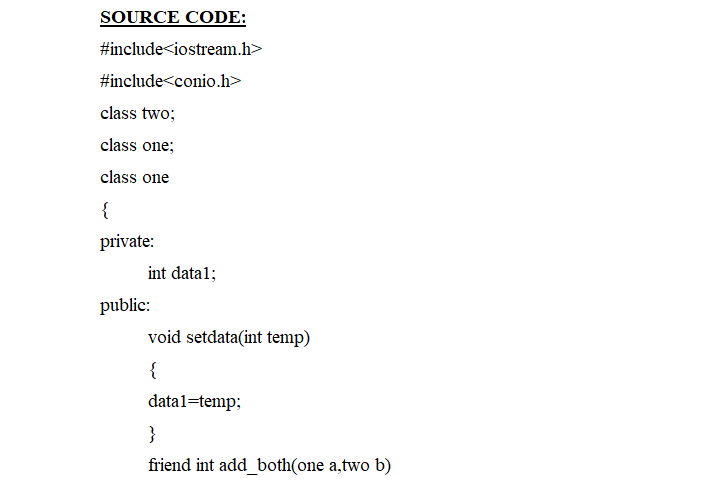 SOURCE CODE:
#include<iostream.h>
#include<conio.h>
class two;
class one;
class one
{
private:
int data1;
public:
void setdata(int temp)
{
data1=temp;
}
friend int add_both(one a,two b)